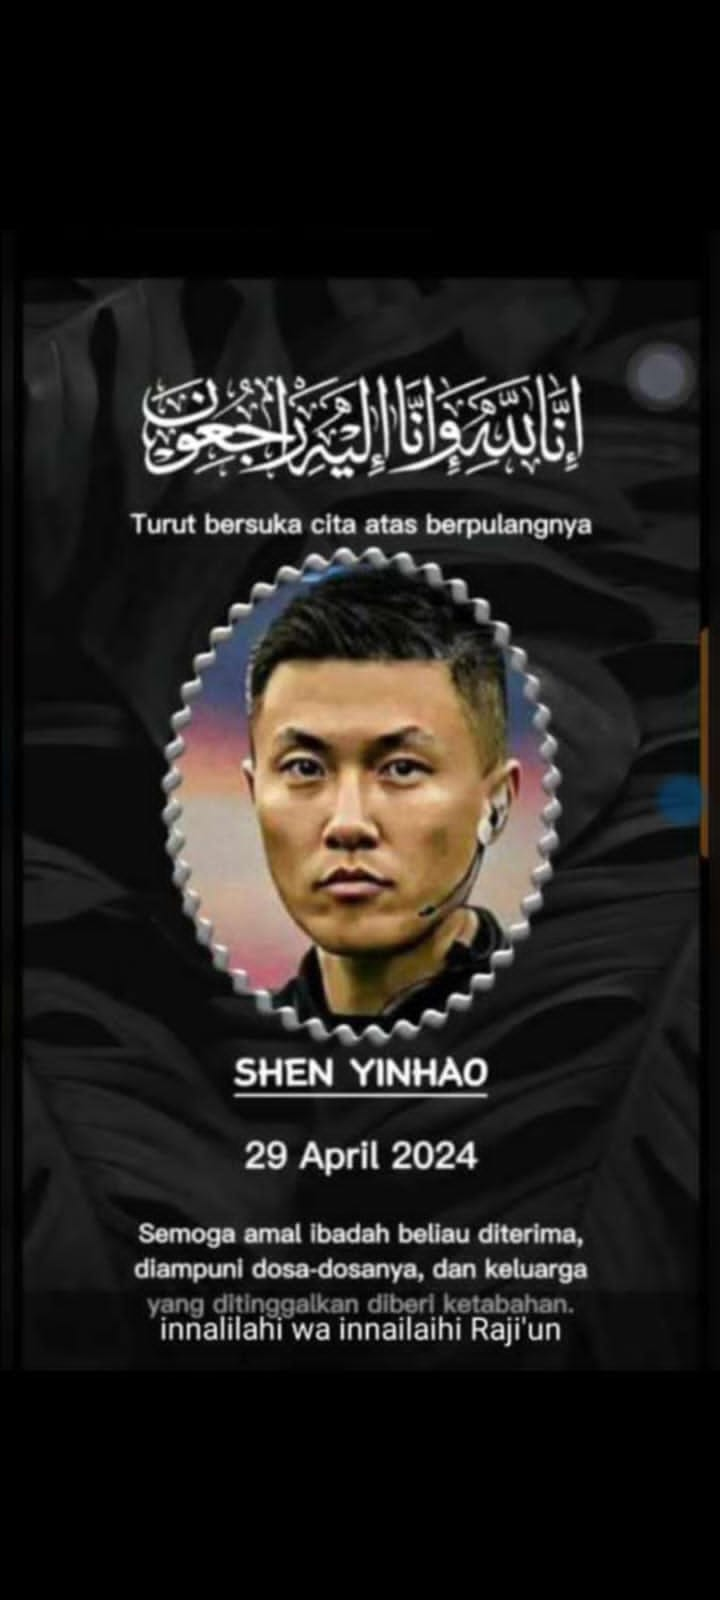 إِنَّا لِلّٰهِ وَإِنَّا إِلَيْهِ رَاجِعُوْنَ
Turut bersuka cita atas berpulangnya
SHEN YINHAO
29 April 2024
Semoga amal ibadah beliau diterima,
diampuni dosa-dosanya, dan keluarga
yang ditinggalkan diberi ketabahan.
innalilahi wa innailaihi Raji'un